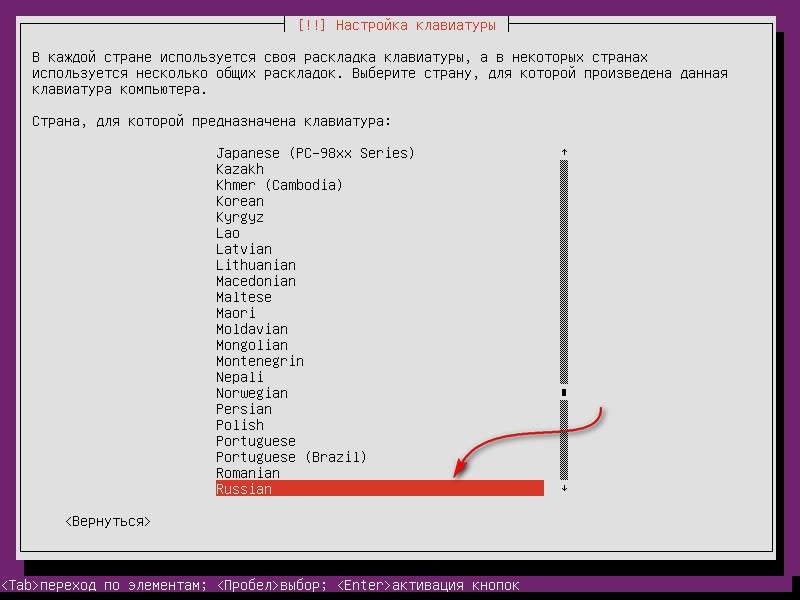 [!!] Настройка клавиатуры
В каждой стране используется своя раскладка клавиатуры, а в некоторых странах
используется несколько общих раскладок. Выберите страну, для которой произведена данная
клавиатура компьютера.
Страна, для которой предназначена клавиатура:
Japanese (PC-98xx Series)
Kazakh
Khmer (Cambodia)
Korean
Kyrgyz
Lao
Latvian
Lithuanian
Macedonian
Maltese
Maori
Moldavian
Mongolian
Montenegrin
Nepali
Norwegian
Persian
Polish
Portuguese
Portuguese (Brazil)
Romanian
Russian
<Вернуться>
<Tab>переход по элементам; <Пробел>выбор; <Enter>активация кнопок